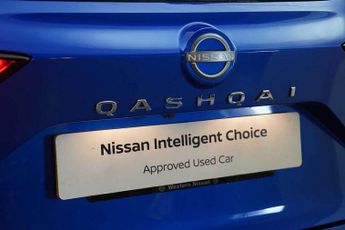 NISSAN
QASHQAI
Nissan Intelligent Choice
Approved Used Car
Western Nissan